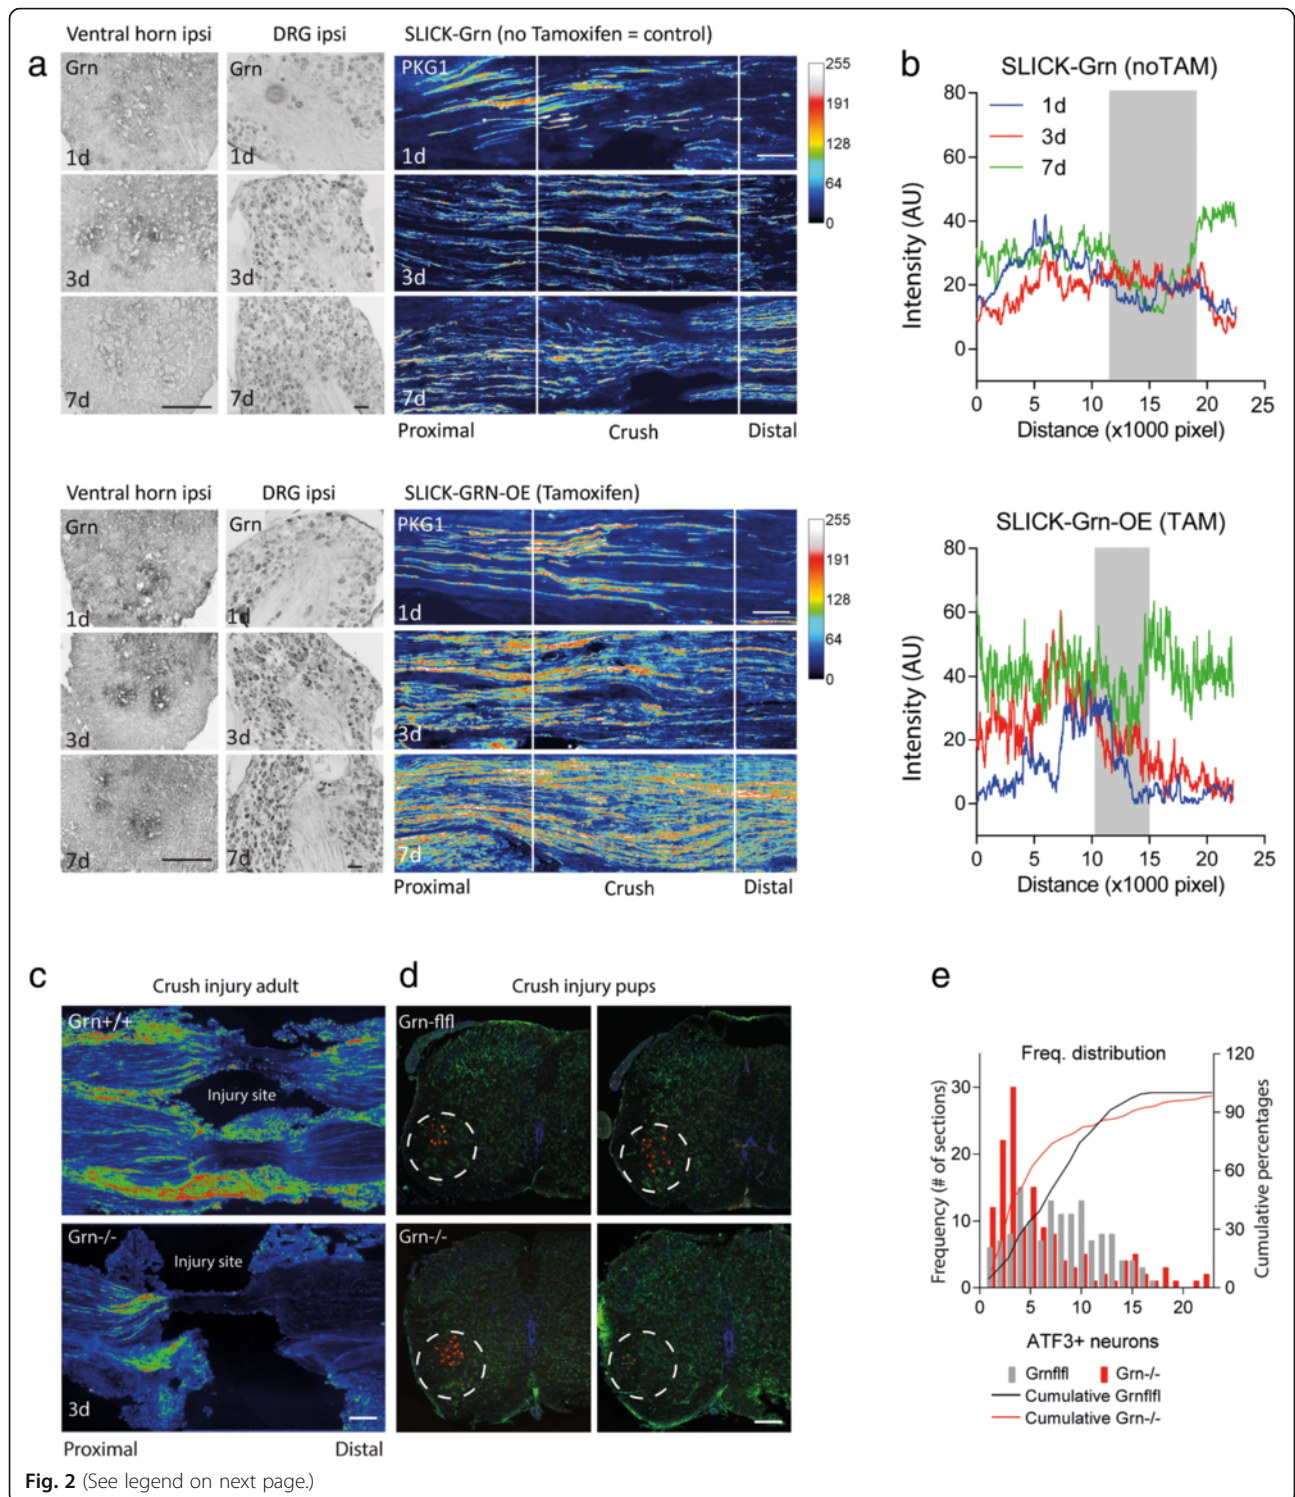 a
Ventral horn ipsi
DRG ipsi
SLICK-Grn (no Tamoxifen = control)
Grn
Grn
PKG1
1d
1d
1d
3d
3d
3d
7d
7d
7d
Proximal
Crush
Distal
255
191
128
64
0
b
SLICK-Grn (noTAM)
1d
3d
7d
80
60
40
20
0
Intensity (AU)
0 5 10 15 20 25
Distance (x1000 pixel)
Ventral horn ipsi
DRG ipsi
SLICK-GRN-OE (Tamoxifen)
Grn
Grn
PKG1
1d
1d
1d
3d
3d
3d
7d
7d
7d
Proximal
Crush
Distal
255
191
128
64
0
SLICK-Grn-OE (TAM)
80
60
40
20
0
Intensity (AU)
0 5 10 15 20 25
Distance (x1000 pixel)
c
Crush injury adult
Grn+/+
Injury site
Grn-/-
Injury site
3d
Proximal
Distal
d
Crush injury pups
Grn-flfl
Grn-/-
e
Freq. distribution
30
20
10
0
Frequency (# of sections)
120
90
60
30
0
Cumulative percentages
0 5 10 15 20
ATF3+ neurons
Grnflfl
Grn-/-
Cumulative Grnflfl
Cumulative Grn-/-
Fig. 2 (See legend on next page.)